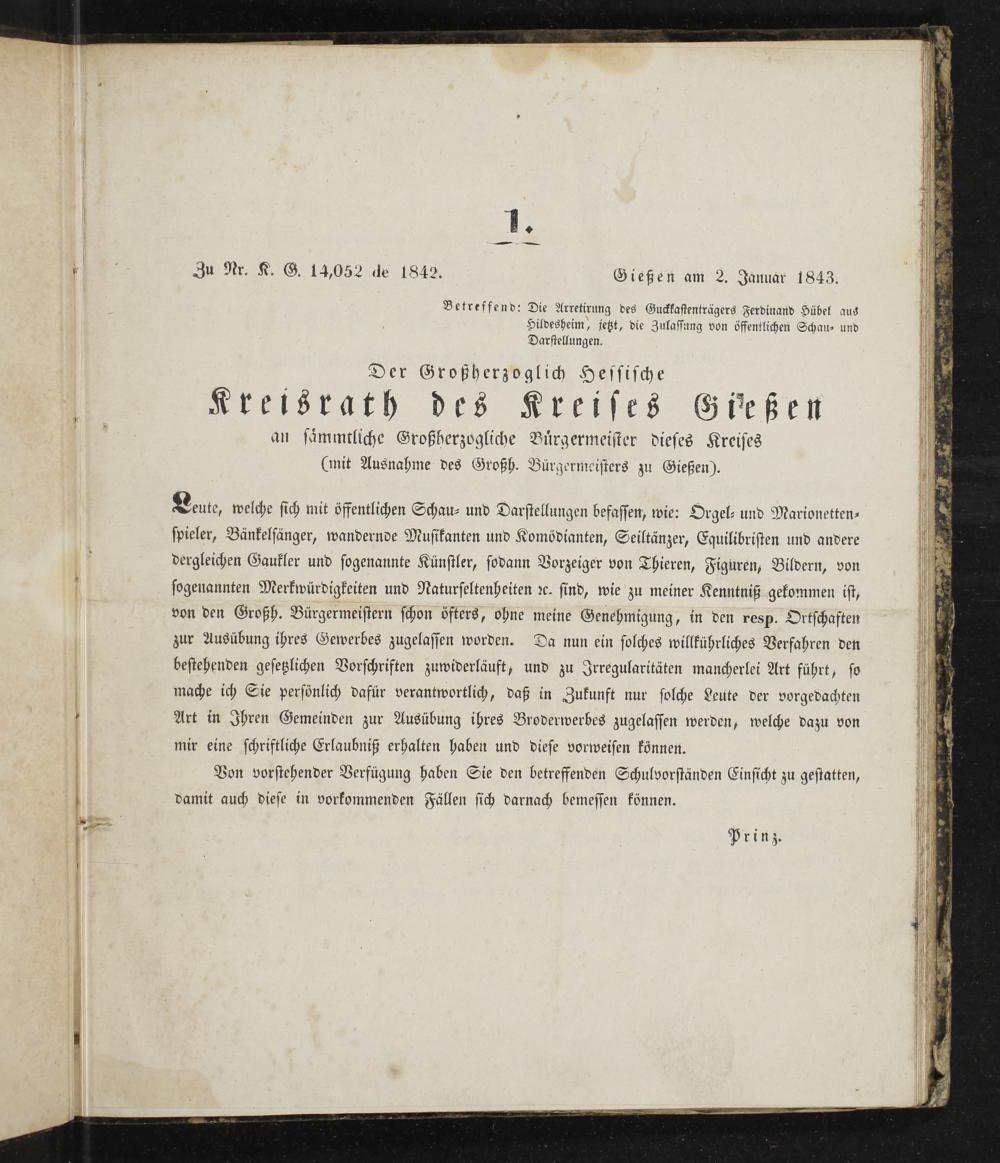 1.
Zu Nr. K. G. 14,052 de 1842.
Gießen am 2. Januar 1843.
Betreffend: Die Arretirung des Guckkastenträgers Ferdinand Hübel aus
Hildesheim, jetzt, die Zulassung von öffentlichen Schau- und
Darstellungen.
Der Großherzoglich Hessische
Kreisrath des Kreises Gießen
an sämmtliche Großherzogliche Bürgermeister dieses Kreises
(mit Ausnahme des Großh. Bürgermeisters zu Gießen).
Leute, welche sich mit öffentlichen Schau- und Darstellungen befassen, wie: Orgel- und Marionetten-
spieler, Bänkelsänger, wandernde Musikanten und Komödianten, Seiltänzer, Equilibristen und andere
dergleichen Gaukler und sogenannte Künstler, sodann Vorzeiger von Thieren, Figuren, Bildern, von
sogenannten Merkwürdigkeiten und Naturseltenheiten ꝛc. sind, wie zu meiner Kenntniß gekommen ist,
von den Großh. Bürgermeistern schon öfters, ohne meine Genehmigung, in den resp. Ortschaften
zur Ausübung ihres Gewerbes zugelassen worden. Da nun ein solches willkührliches Verfahren den
bestehenden gesetzlichen Vorschriften zuwiderläuft, und zu Irregularitäten mancherlei Art führt, so
mache ich Sie persönlich dafür verantwortlich, daß in Zukunft nur solche Leute der vorgedachten
Art in Ihren Gemeinden zur Ausübung ihres Broderwerbes zugelassen werden, welche dazu von
mir eine schriftliche Erlaubniß erhalten haben und diese vorweisen können.
Von vorstehender Verfügung haben Sie den betreffenden Schulvorständen Einsicht zu gestatten,
damit auch diese in vorkommenden Fällen sich darnach bemessen können.
Prinz.